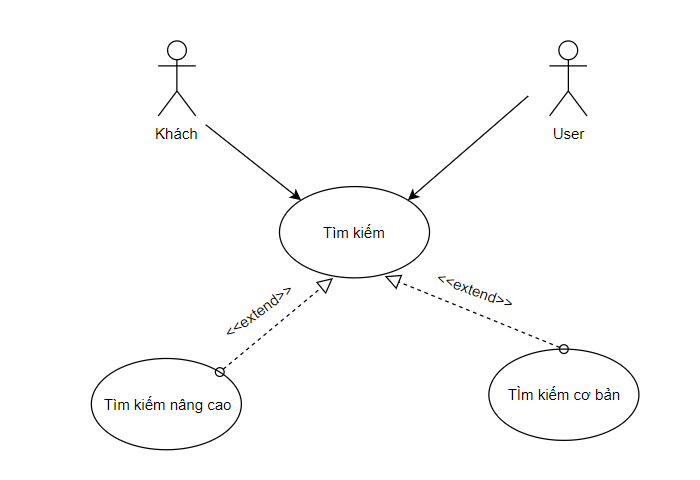 Khách
User
Tìm kiếm
<<extend>>
<<extend>>
Tìm kiếm nâng cao
TÌm kiếm cơ bản